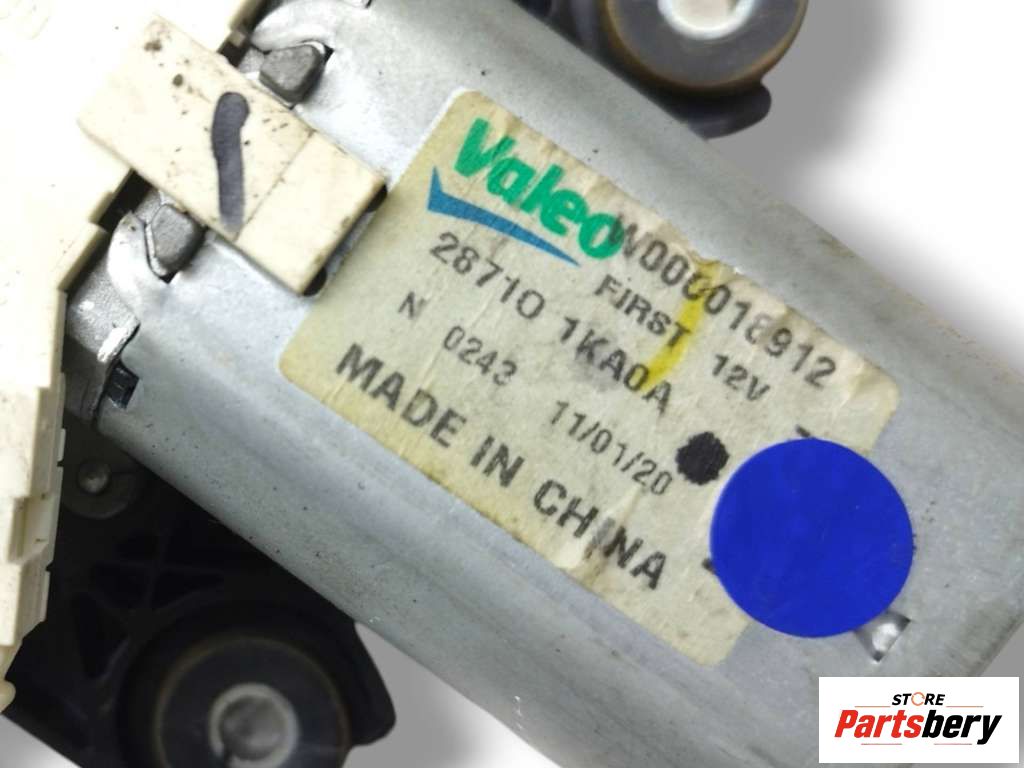 Valeo
W000018912
FIRST 12V
28710 1KA0A
N 0243 11/01/20
MADE IN CHINA
STORE
Partsbery